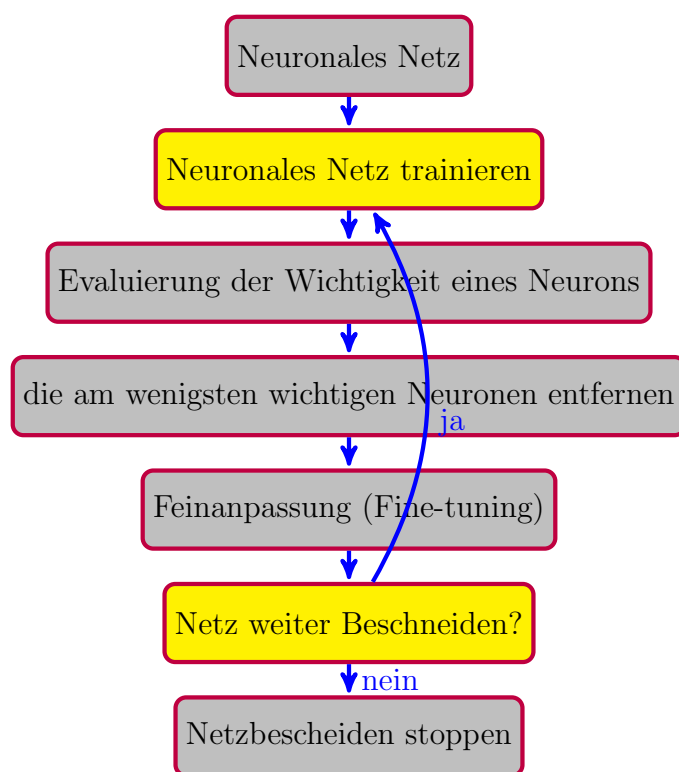 Neuronales Netz
Neuronales Netz trainieren
Evaluierung der Wichtigkeit eines Neurons
die am wenigsten wichtigen Neuronen entfernen
ja
Feinanpassung (Fine-tuning)
Netz weiter Beschneiden?
nein
Netzbescheiden stoppen